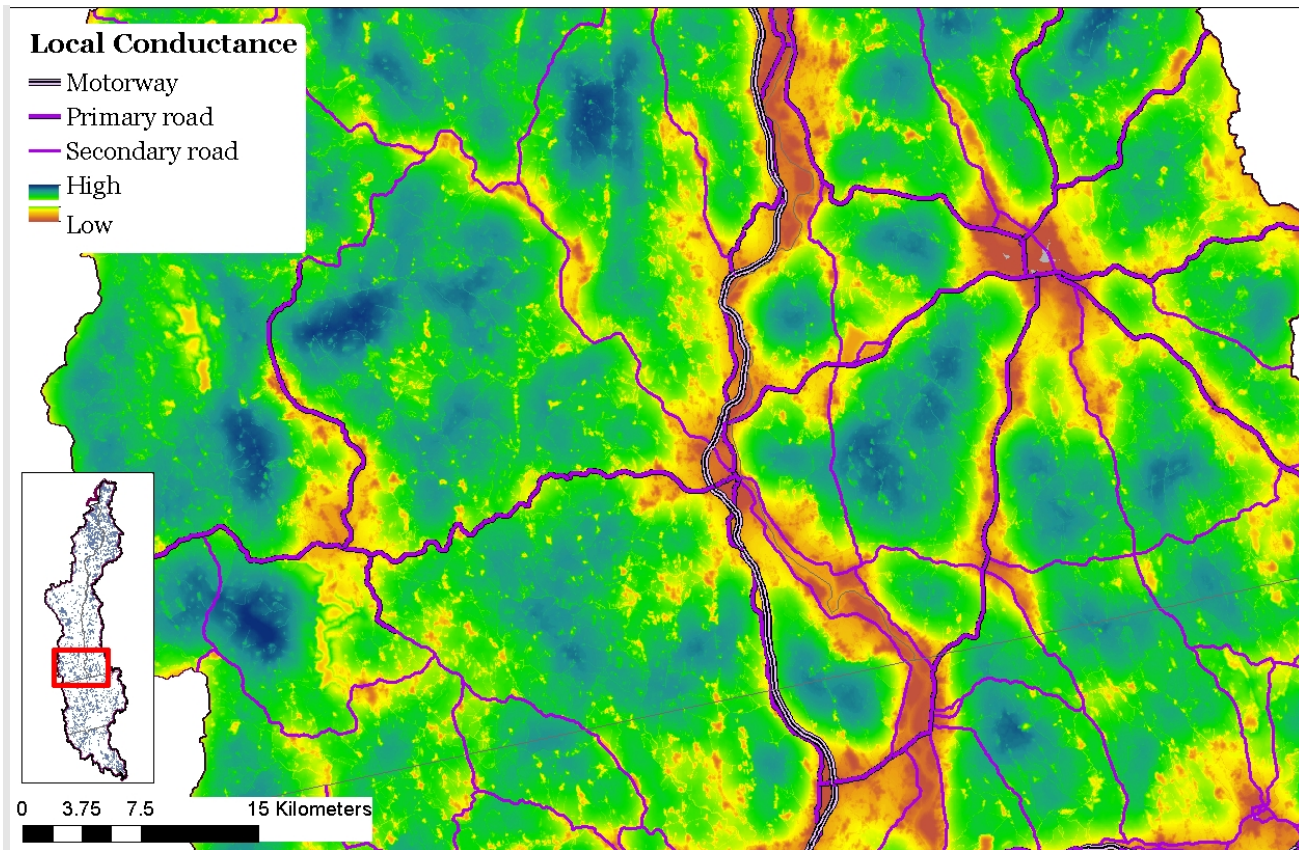 Local Conductance
Motorway
Primary road
Secondary road
High
Low
0 3.75 7.5 15 Kilometers